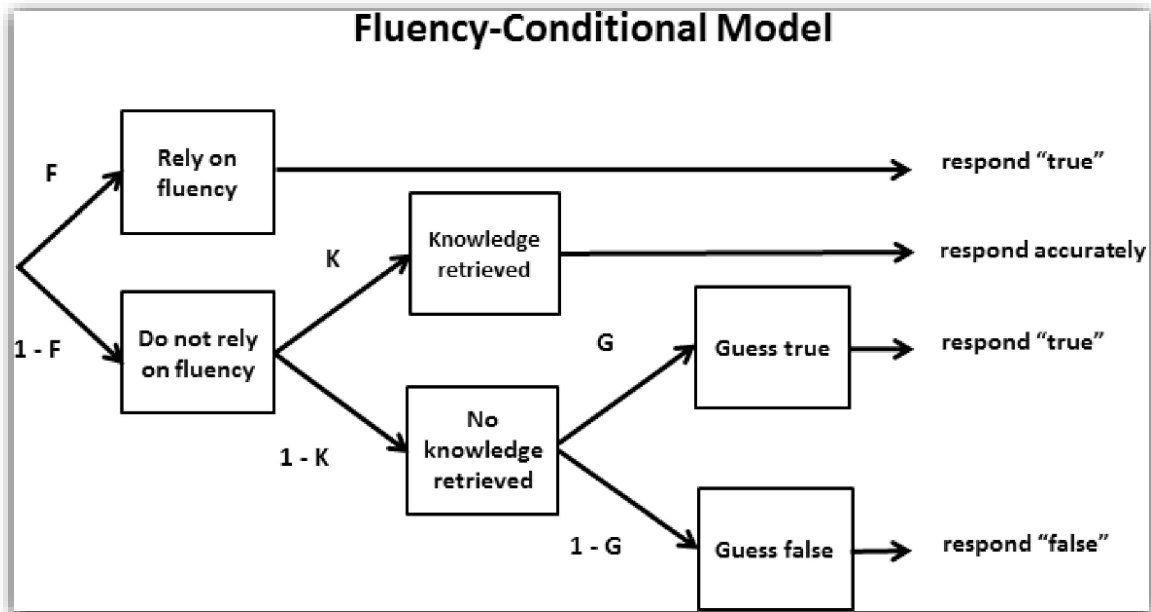 Fluency-Conditional Model
F
Rely on
fluency
respond "true"
K
Knowledge
retrieved
respond accurately
1 - F
Do not rely
on fluency
G
Guess true
respond "true"
1 - K
No
knowledge
retrieved
1 - G
Guess false
respond "false"